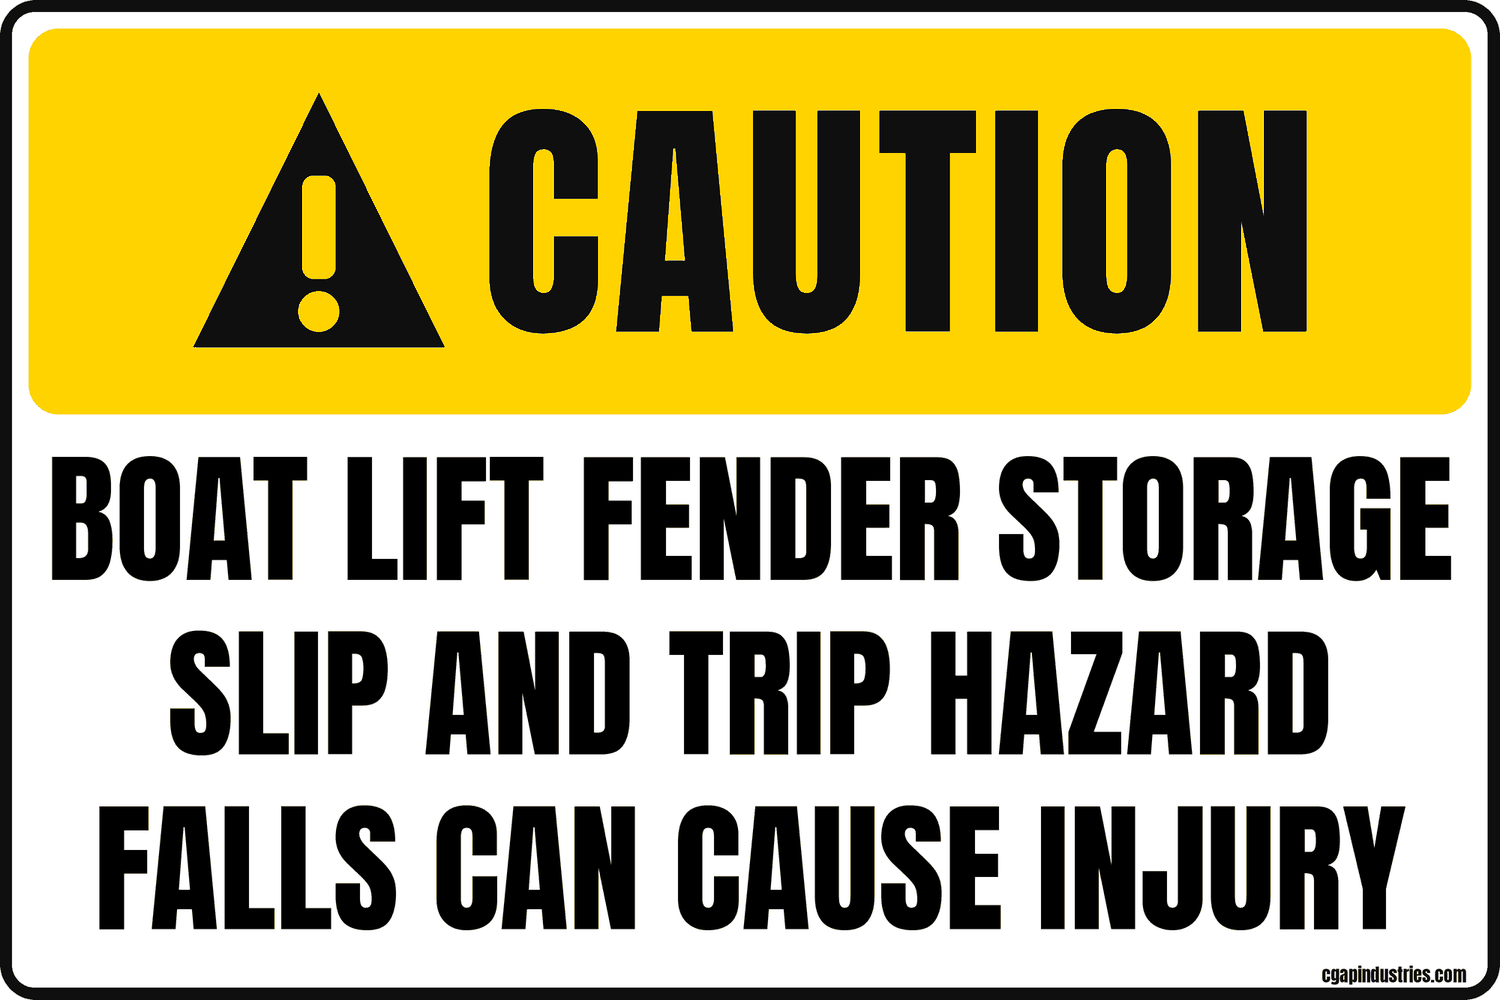 CAUTION
BOAT LIFT FENDER STORAGE
SLIP AND TRIP HAZARD
FALLS CAN CAUSE INJURY
cgapindustries.com